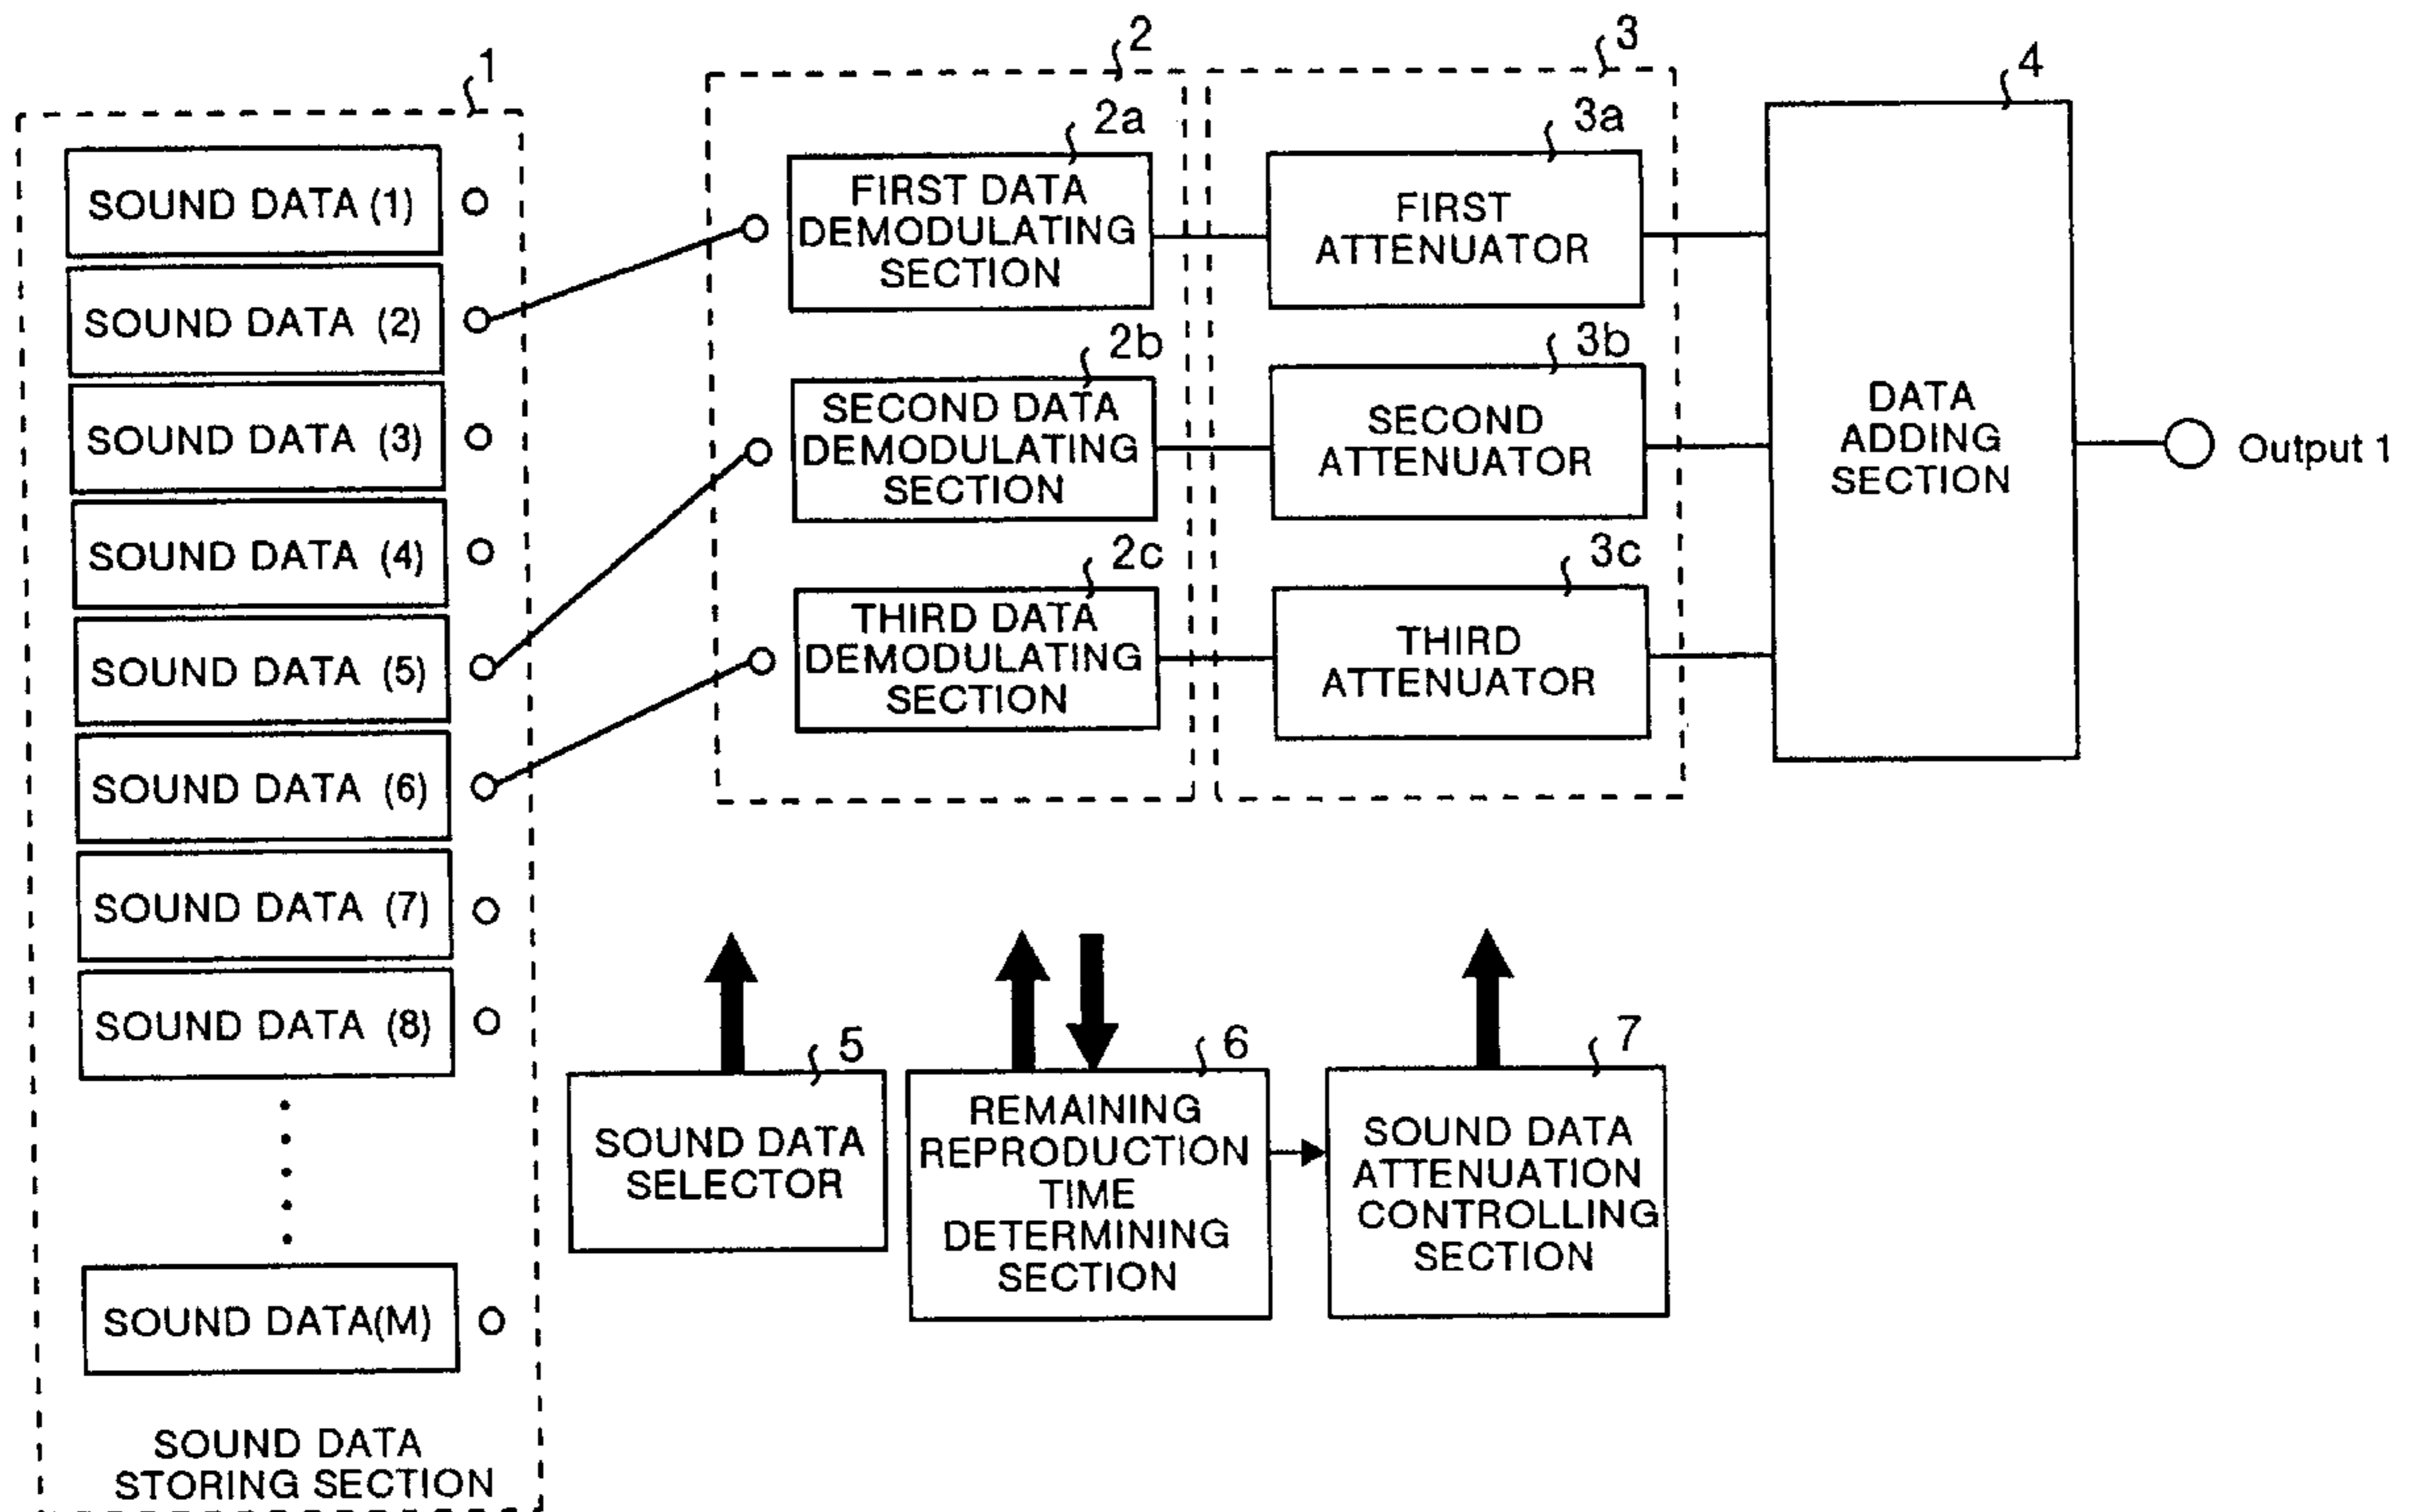 1
SOUND DATA (1)
SOUND DATA (2)
SOUND DATA (3)
SOUND DATA (4)
SOUND DATA (5)
SOUND DATA (6)
SOUND DATA (7)
SOUND DATA (8)
SOUND DATA(M)
SOUND DATA
STORING SECTION
2
2a
FIRST DATA
DEMODULATING
SECTION
2b
SECOND DATA
DEMODULATING
SECTION
2c
THIRD DATA
DEMODULATING
SECTION
3
3a
FIRST
ATTENUATOR
3b
SECOND
ATTENUATOR
3c
THIRD
ATTENUATOR
4
DATA
ADDING
SECTION
Output 1
5
SOUND DATA
SELECTOR
6
REMAINING
REPRODUCTION
TIME
DETERMINING
SECTION
7
SOUND DATA
ATTENUATION
CONTROLLING
SECTION